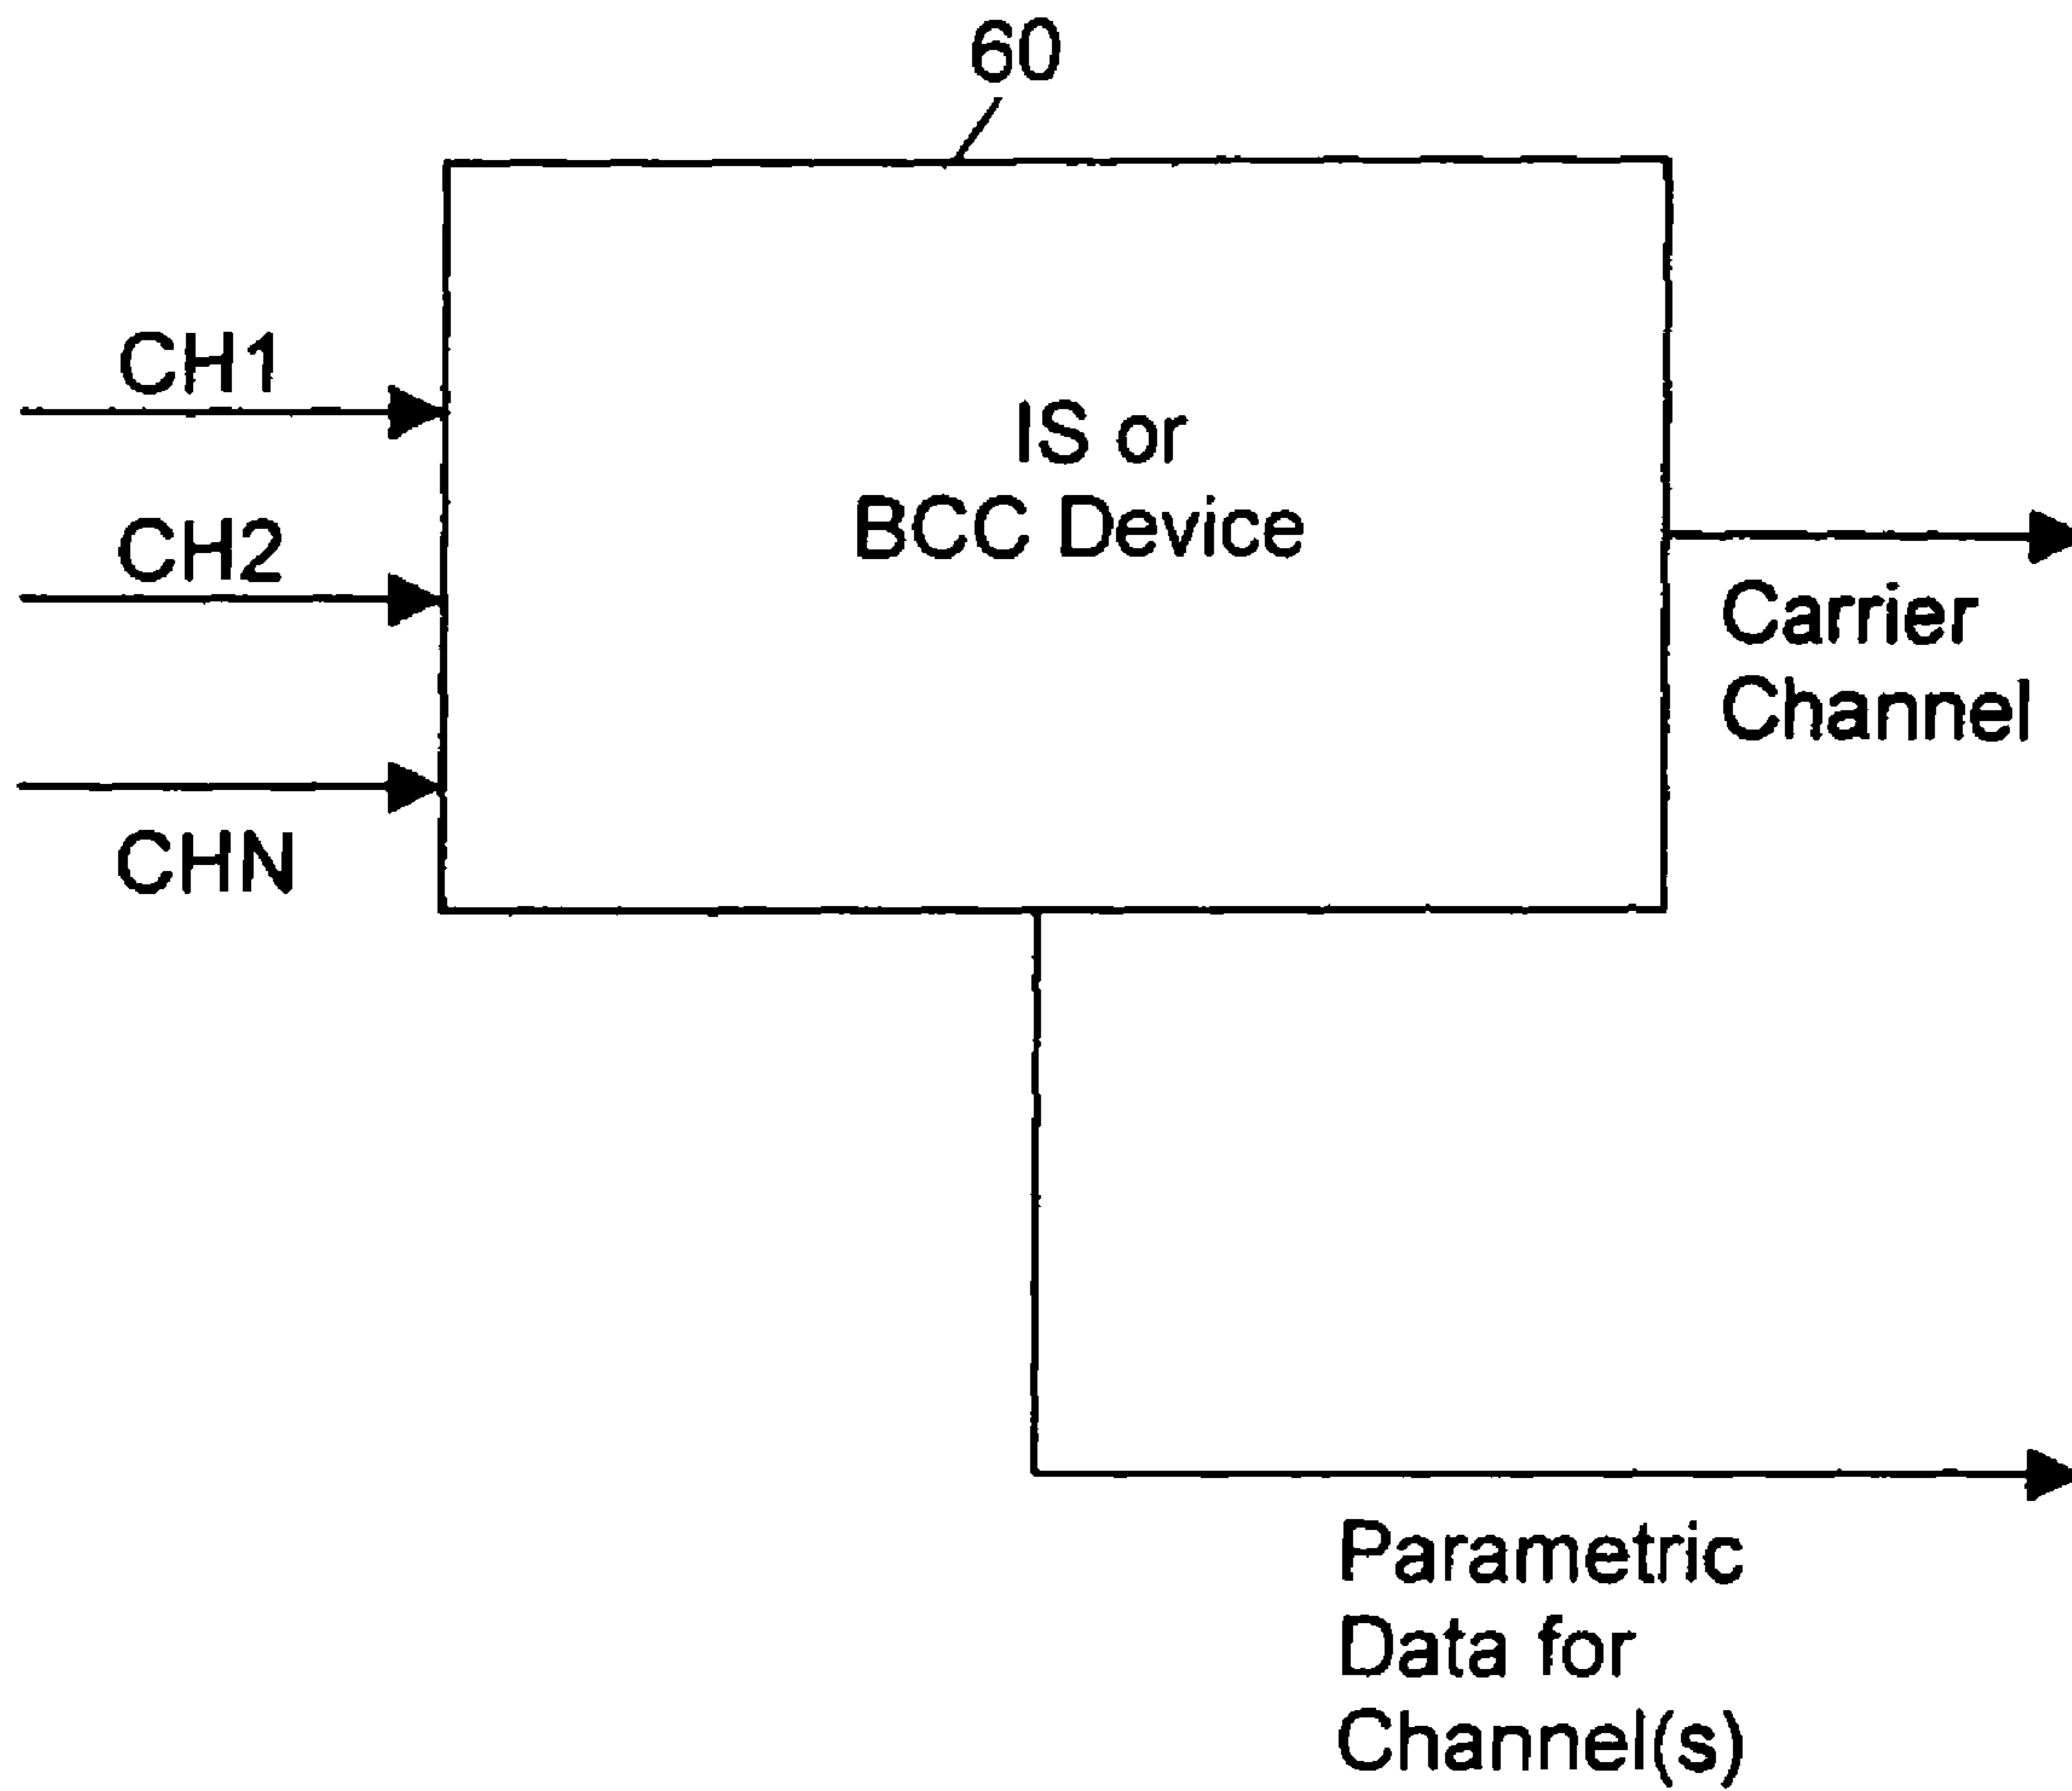 60
CH1
CH2
CHN
IS or
BCC Device
Carrier
Channel
Parametric
Data for
Channel(s)